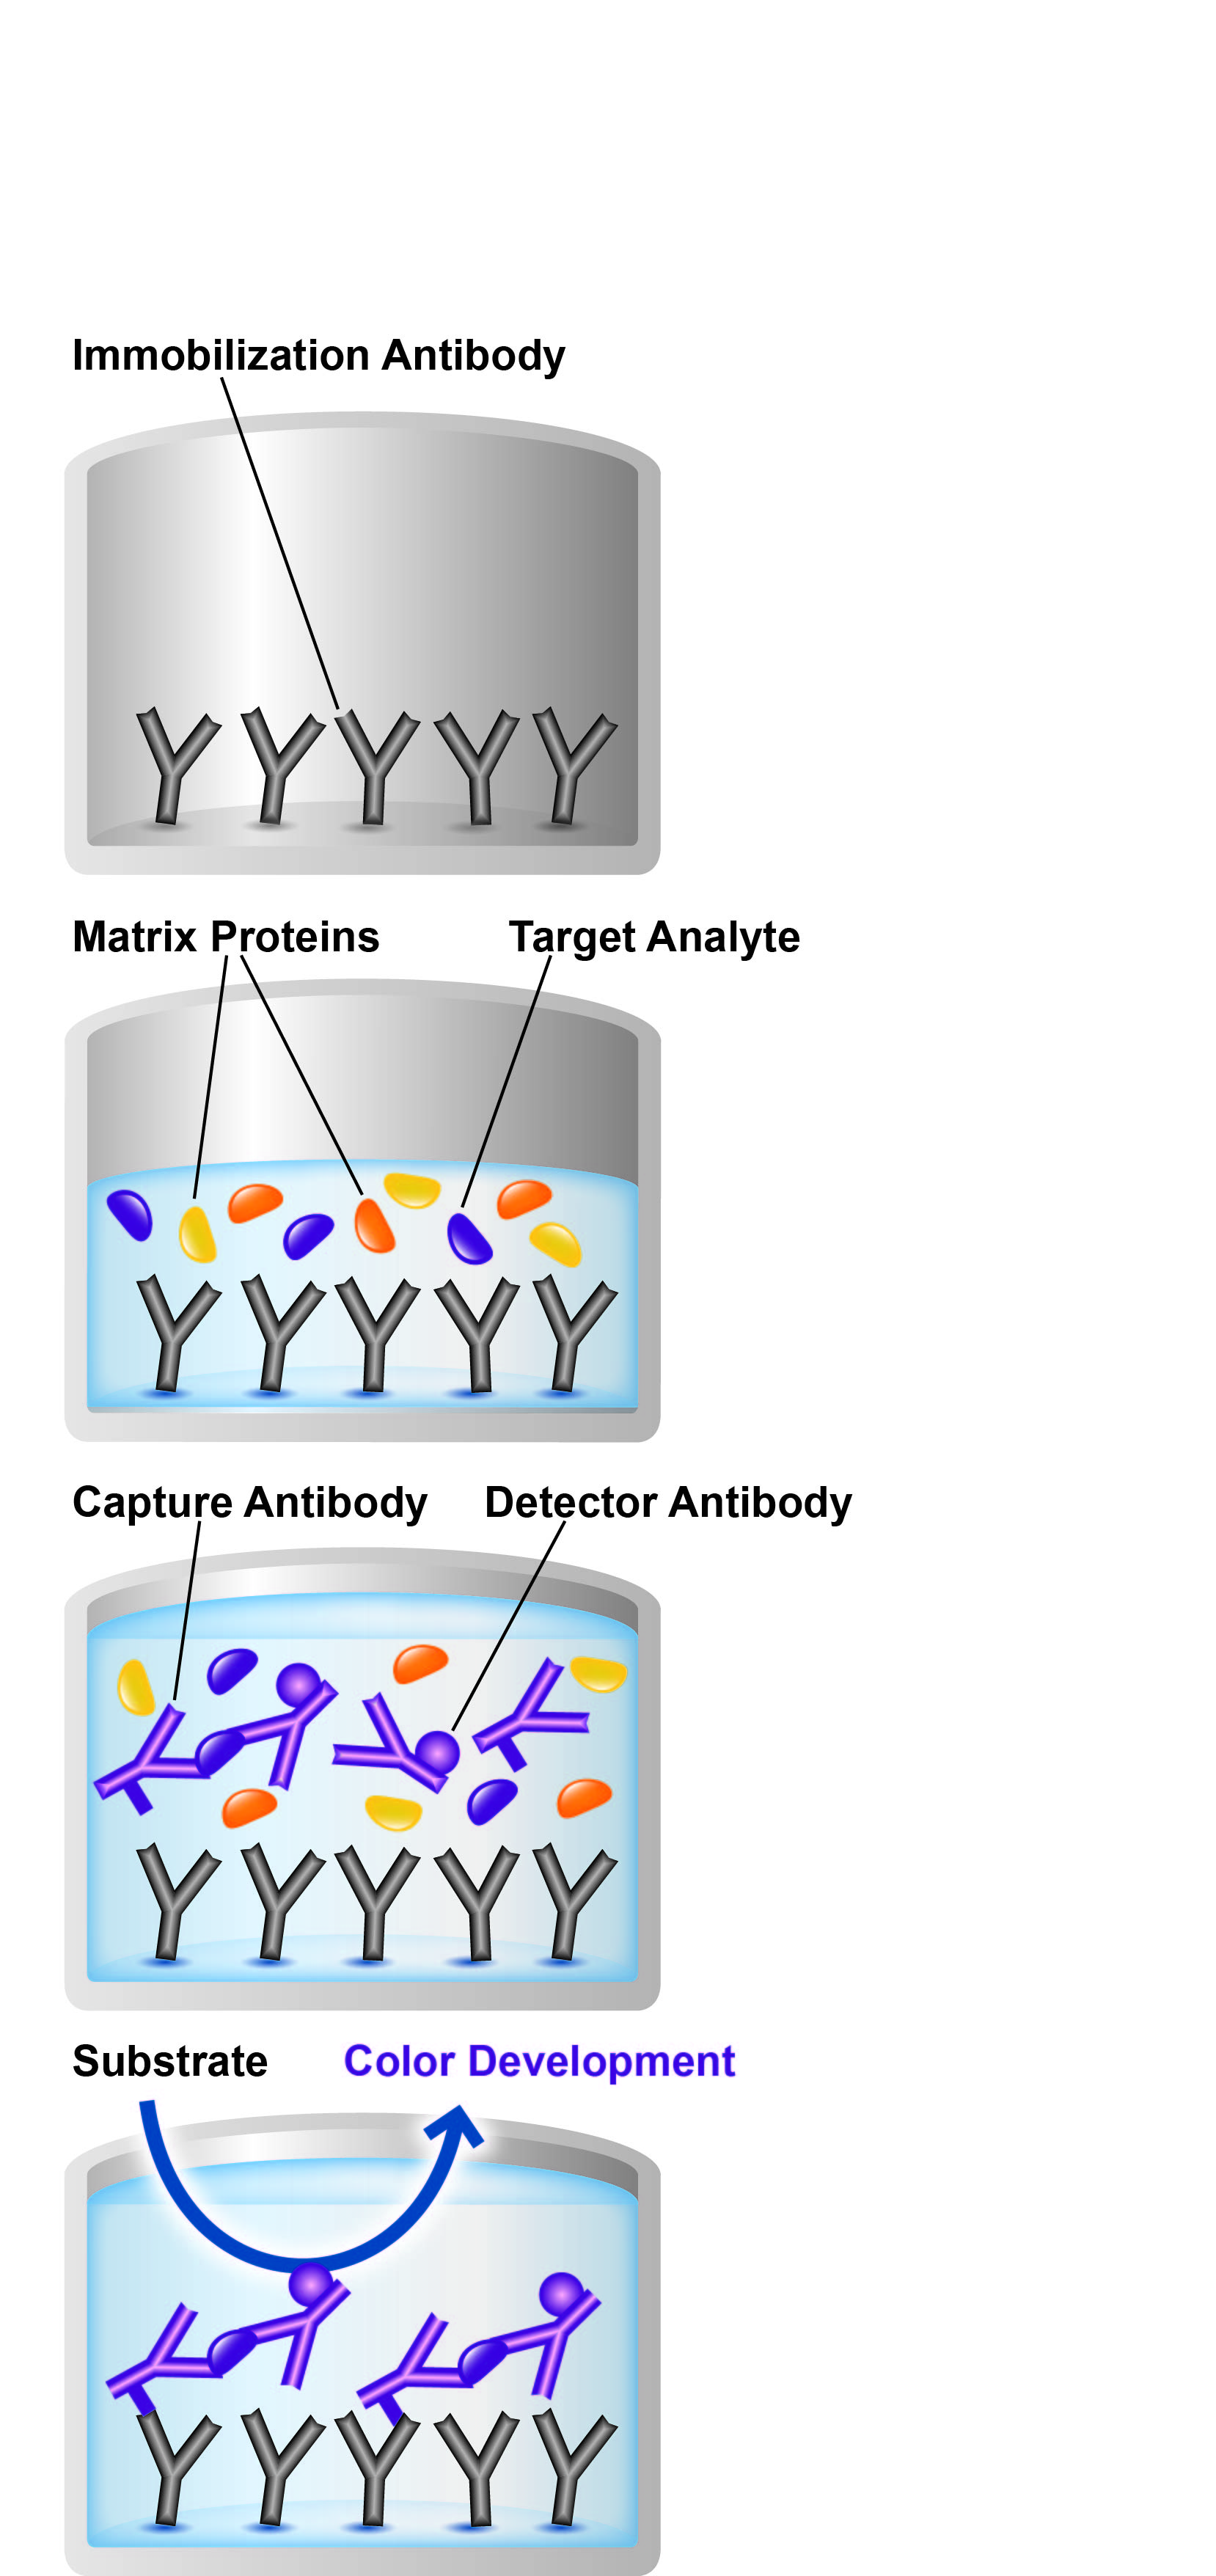 Immobilization Antibody
Matrix Proteins Target Analyte
Capture Antibody Detector Antibody
Substrate Color Development